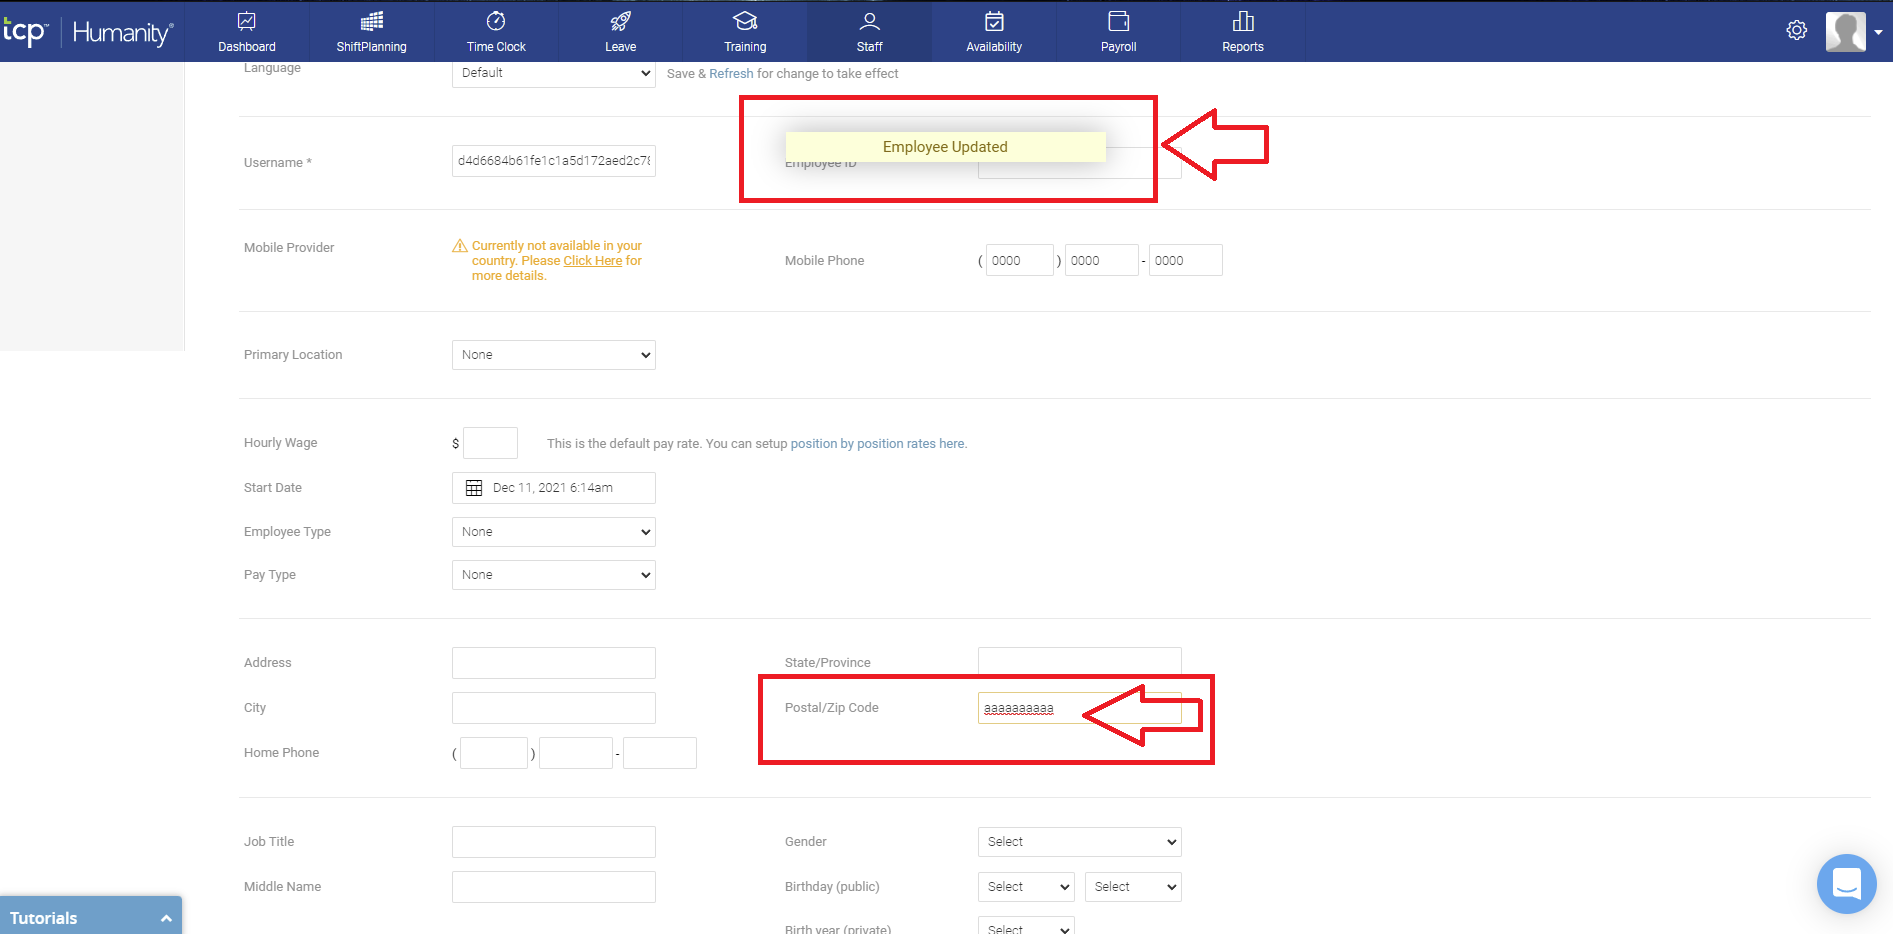 tcp™ Humanity®
Dashboard ShiftPlanning Time Clock Leave Training Staff Availability Payroll Reports
Language Default Save & Refresh for change to take effect
Employee Updated
Username * d4d6684b61fe1c1a5d172aed2c78 Employee ID
Mobile Provider Currently not available in your
country. Please Click Here for
more details.
Mobile Phone ( 0000 ) 0000 - 0000
Primary Location None
Hourly Wage $ This is the default pay rate. You can setup position by position rates here.
Start Date Dec 11, 2021 6:14am
Employee Type None
Pay Type None
Address State/Province
City Postal/Zip Code aaaaaaaaaa
Home Phone ( ) -
Job Title Gender Select
Middle Name Birthday (public) Select Select
Birth year (private) Select
Tutorials